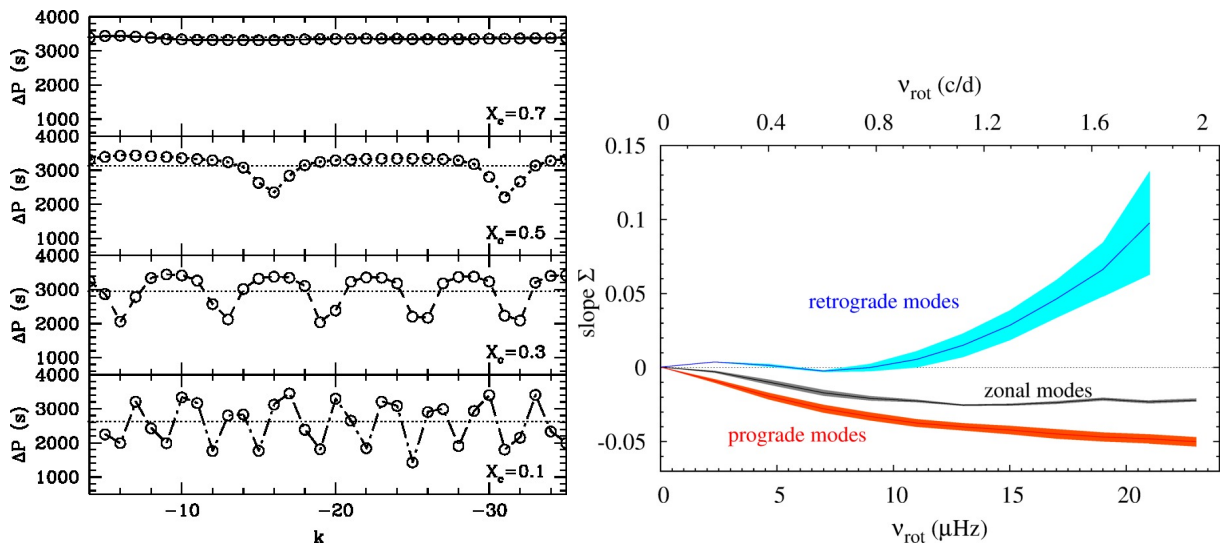 4000
3000
2000
1000
ΔP (s)
X_c=0.7
4000
3000
2000
1000
ΔP (s)
X_c=0.5
4000
3000
2000
1000
ΔP (s)
X_c=0.3
4000
3000
2000
1000
ΔP (s)
X_c=0.1
-10 -20 -30
k
ν_rot (c/d)
0 0.4 0.8 1.2 1.6 2
0.15
0.1
0.05
0
-0.05
slope Σ
retrograde modes
zonal modes
prograde modes
0 5 10 15 20
ν_rot (μHz)